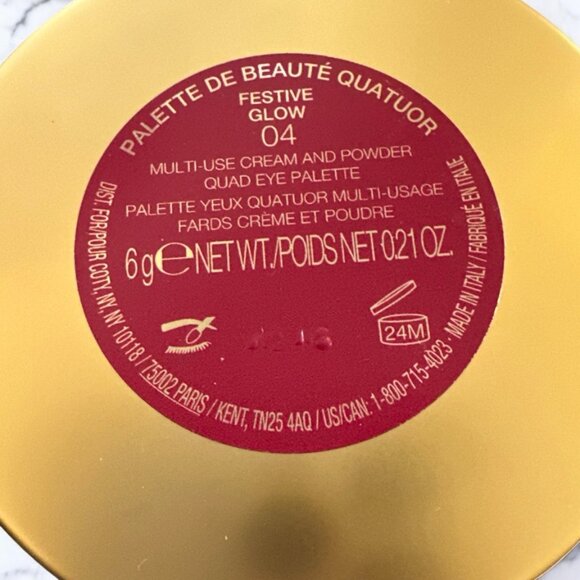 PALETTE DE BEAUTÉ QUATUOR
FESTIVE
GLOW
04
MULTI-USE CREAM AND POWDER
QUAD EYE PALETTE
PALETTE YEUX QUATUOR MULTI-USAGE
FARDS CRÈME ET POUDRE
6 g e NET WT./POIDS NET 0.21 OZ.
24M
DIST. FOR/POUR COTY, NY, NY 10118 / 75002 PARIS / KENT, TN25 4AQ / US/CAN: 1-800-715-4023 · MADE IN ITALY / FABRIQUÉ EN ITALIE